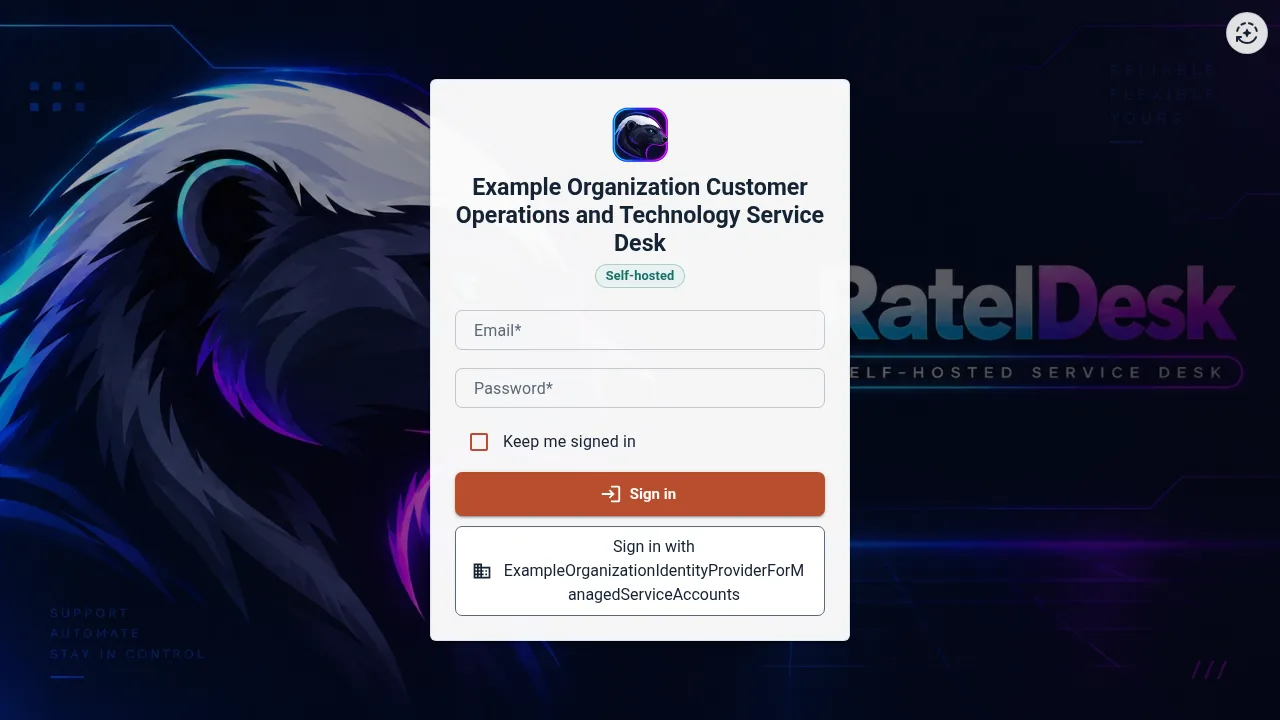 RELIABLE
FLEXIBLE
YOURS
Example Organization Customer
Operations and Technology Service
Desk
Self-hosted
RatelDesk
ELF-HOSTED SERVICE DESK
Email*
Password*
Keep me signed in
Sign in
Sign in with
ExampleOrganizationIdentityProviderForM
anagedServiceAccounts
SUPPORT
AUTOMATE
STAY IN CONTROL